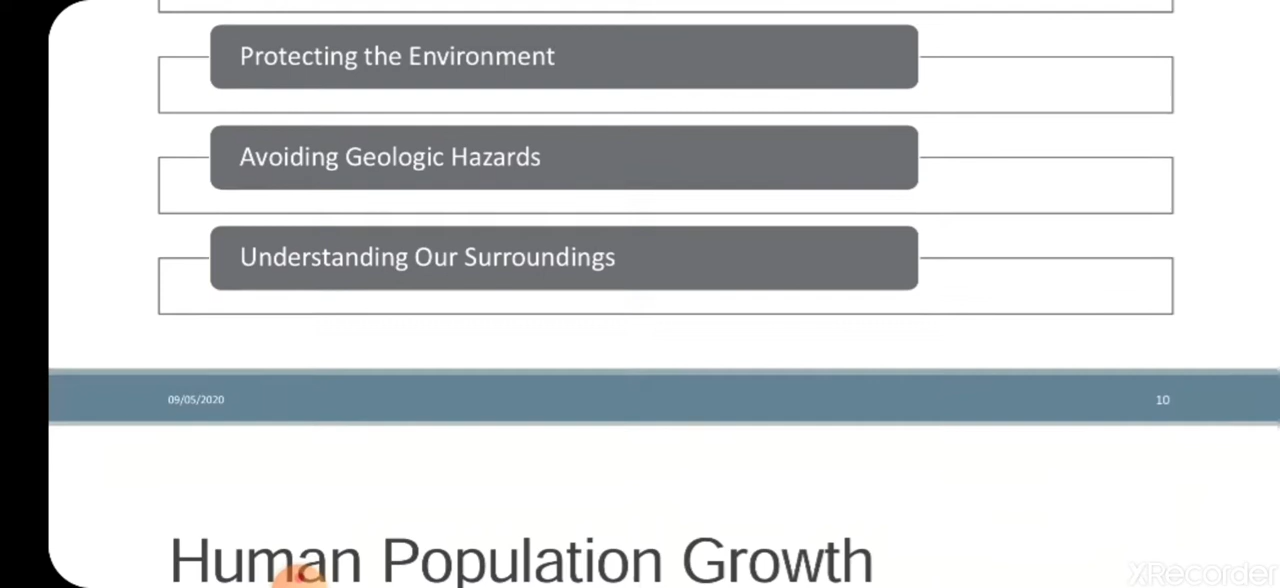 Protecting the Environment
Avoiding Geologic Hazards
Understanding Our Surroundings
09/05/2020
10
Human Population Growth
XRecorder